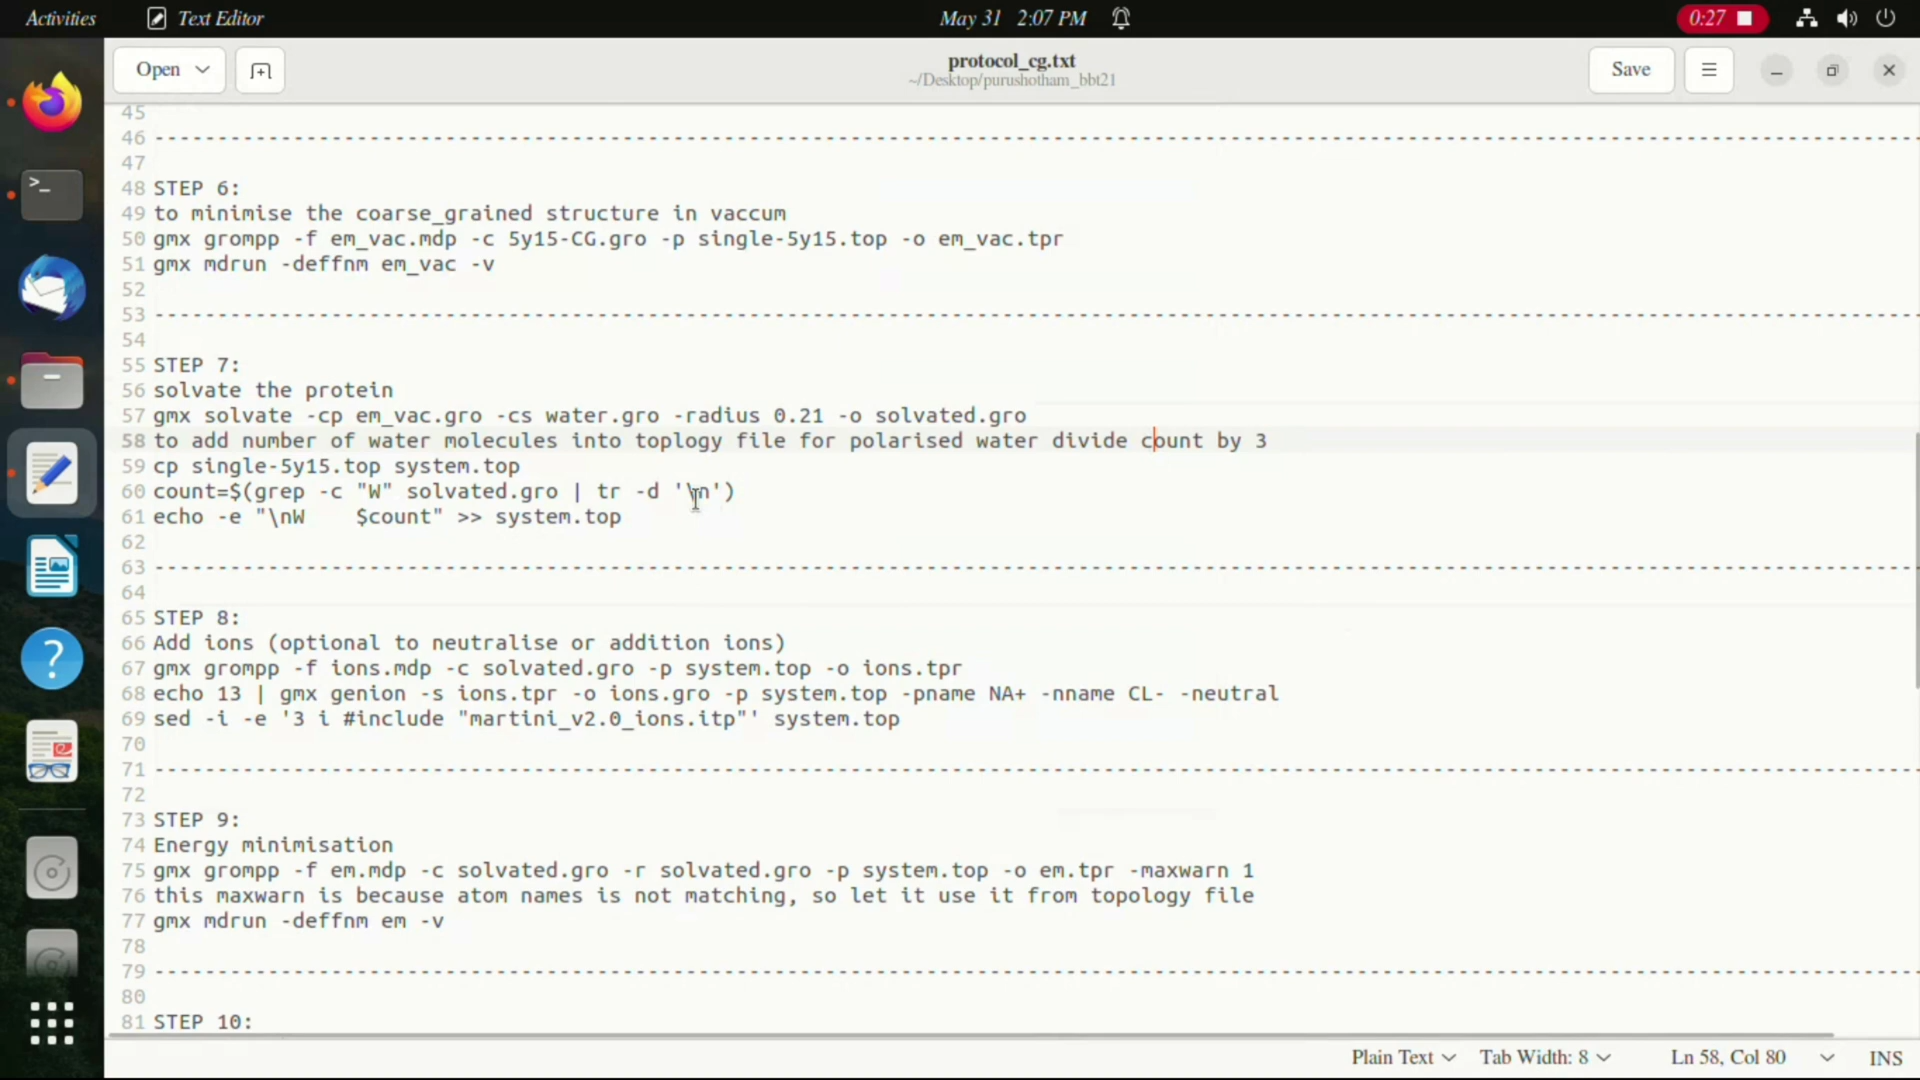 Activities Text Editor May 31 2:07 PM 0:27
Open protocol_cg.txt Save
~/Desktop/purushotham_bbt21
45
46 ------------------------------------------------------------------------------------------------------------------------------------------
47
48 STEP 6:
49 to minimise the coarse_grained structure in vaccum
50 gmx grompp -f em_vac.mdp -c 5y15-CG.gro -p single-5y15.top -o em_vac.tpr
51 gmx mdrun -deffnm em_vac -v
52
53 ------------------------------------------------------------------------------------------------------------------------------------------
54
55 STEP 7:
56 solvate the protein
57 gmx solvate -cp em_vac.gro -cs water.gro -radius 0.21 -o solvated.gro
58 to add number of water molecules into toplogy file for polarised water divide count by 3
59 cp single-5y15.top system.top
60 count=$(grep -c "W" solvated.gro | tr -d '\n')
61 echo -e "\nW    $count" >> system.top
62
63 ------------------------------------------------------------------------------------------------------------------------------------------
64
65 STEP 8:
66 Add ions (optional to neutralise or addition ions)
67 gmx grompp -f ions.mdp -c solvated.gro -p system.top -o ions.tpr
68 echo 13 | gmx genion -s ions.tpr -o ions.gro -p system.top -pname NA+ -nname CL- -neutral
69 sed -i -e '3 i #include "martini_v2.0_ions.itp"' system.top
70
71 ------------------------------------------------------------------------------------------------------------------------------------------
72
73 STEP 9:
74 Energy minimisation
75 gmx grompp -f em.mdp -c solvated.gro -r solvated.gro -p system.top -o em.tpr -maxwarn 1
76 this maxwarn is because atom names is not matching, so let it use it from topology file
77 gmx mdrun -deffnm em -v
78
79 ------------------------------------------------------------------------------------------------------------------------------------------
80
81 STEP 10:
Plain Text Tab Width: 8 Ln 58, Col 80 INS